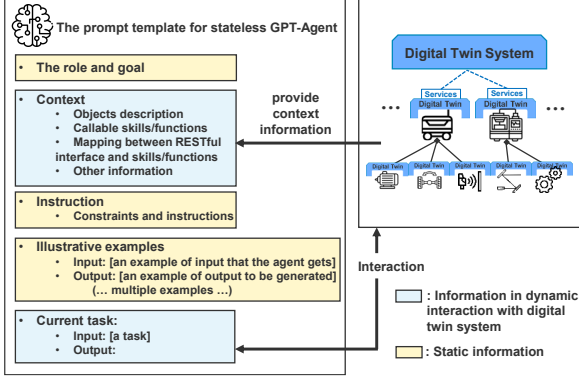 The prompt template for stateless GPT-Agent
• The role and goal
• Context
• Objects description
• Callable skills/functions
• Mapping between RESTful
interface and skills/functions
• Other information
• Instruction
• Constraints and instructions
• Illustrative examples
• Input: [an example of input that the agent gets]
• Output: [an example of output to be generated]
(... multiple examples ...)
• Current task:
• Input: [a task]
• Output:
provide
context
information
Interaction
Digital Twin System
Services
Services
... Digital Twin
Digital Twin ...
Digital Twin
Digital Twin
Digital Twin
Digital Twin
Digital Twin
: Information in dynamic
interaction with digital
twin system
: Static information